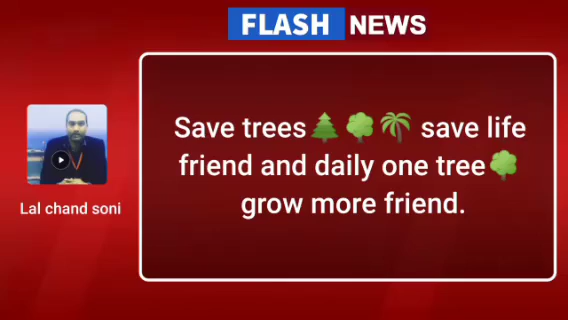 FLASH NEWS
Save trees🌲🌳🌴 save life
friend and daily one tree🌳
grow more friend.
Lal chand soni